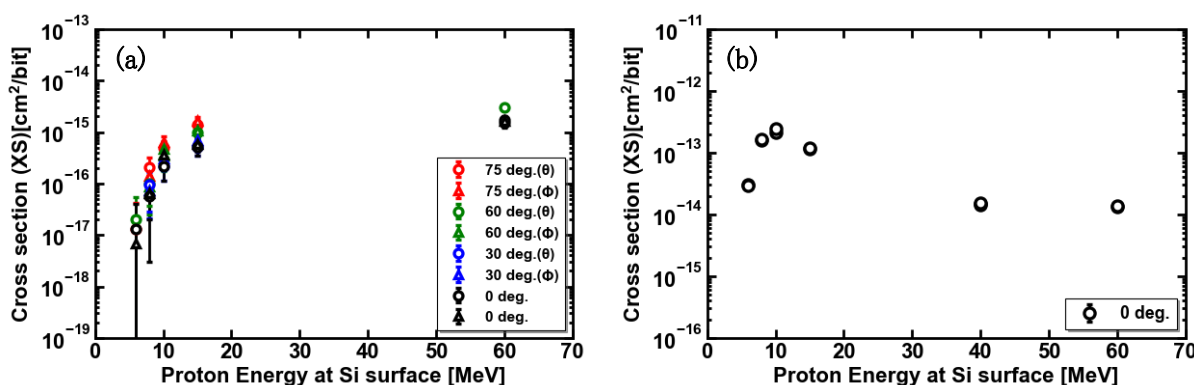 (a)
Cross section (XS)[cm²/bit]
10⁻¹³
10⁻¹⁴
10⁻¹⁵
10⁻¹⁶
10⁻¹⁷
10⁻¹⁸
10⁻¹⁹
75 deg.(θ)
75 deg.(Φ)
60 deg.(θ)
60 deg.(Φ)
30 deg.(θ)
30 deg.(Φ)
0 deg.
0 deg.
0 10 20 30 40 50 60 70
Proton Energy at Si surface [MeV]
(b)
Cross section (XS)[cm²/bit]
10⁻¹¹
10⁻¹²
10⁻¹³
10⁻¹⁴
10⁻¹⁵
10⁻¹⁶
0 deg.
0 10 20 30 40 50 60 70
Proton Energy at Si surface [MeV]